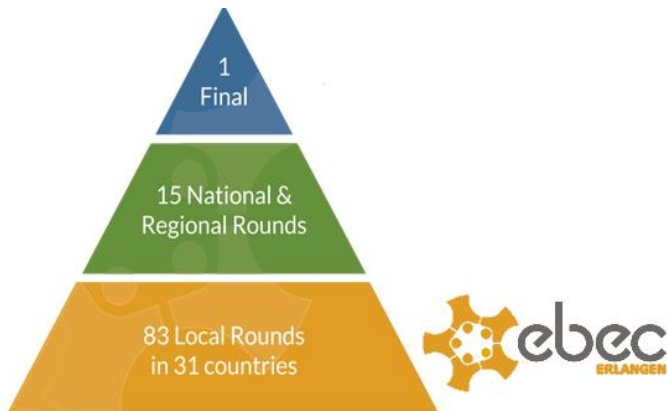 1
Final
15 National &
Regional Rounds
83 Local Rounds
in 31 countries
ebec
ERLANGEN